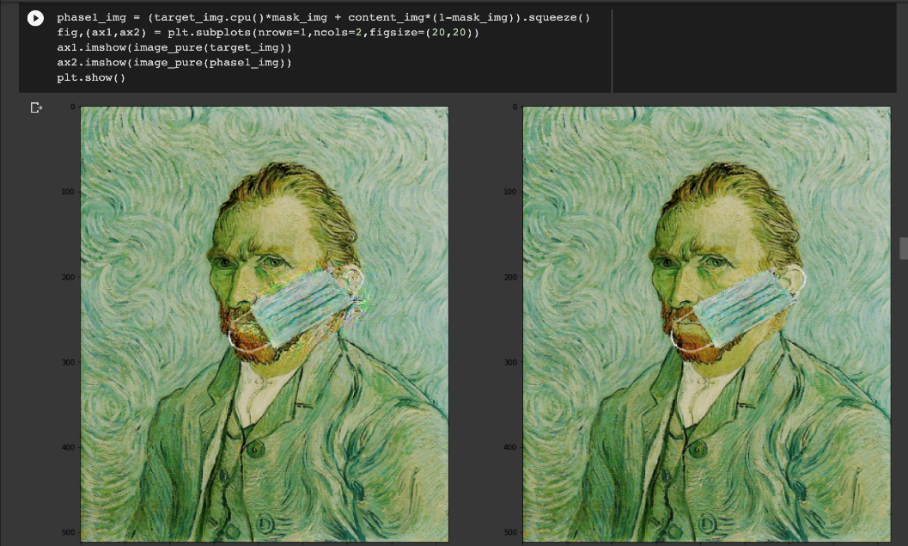 phase1_img = (target_img.cpu()*mask_img + content_img*(1-mask_img)).squeeze()
fig,(ax1,ax2) = plt.subplots(nrows=1,ncols=2,figsize=(20,20))
ax1.imshow(image_pure(target_img))
ax2.imshow(image_pure(phase1_img))
plt.show()
0
100
200
300
400
500
0
100
200
300
400
500